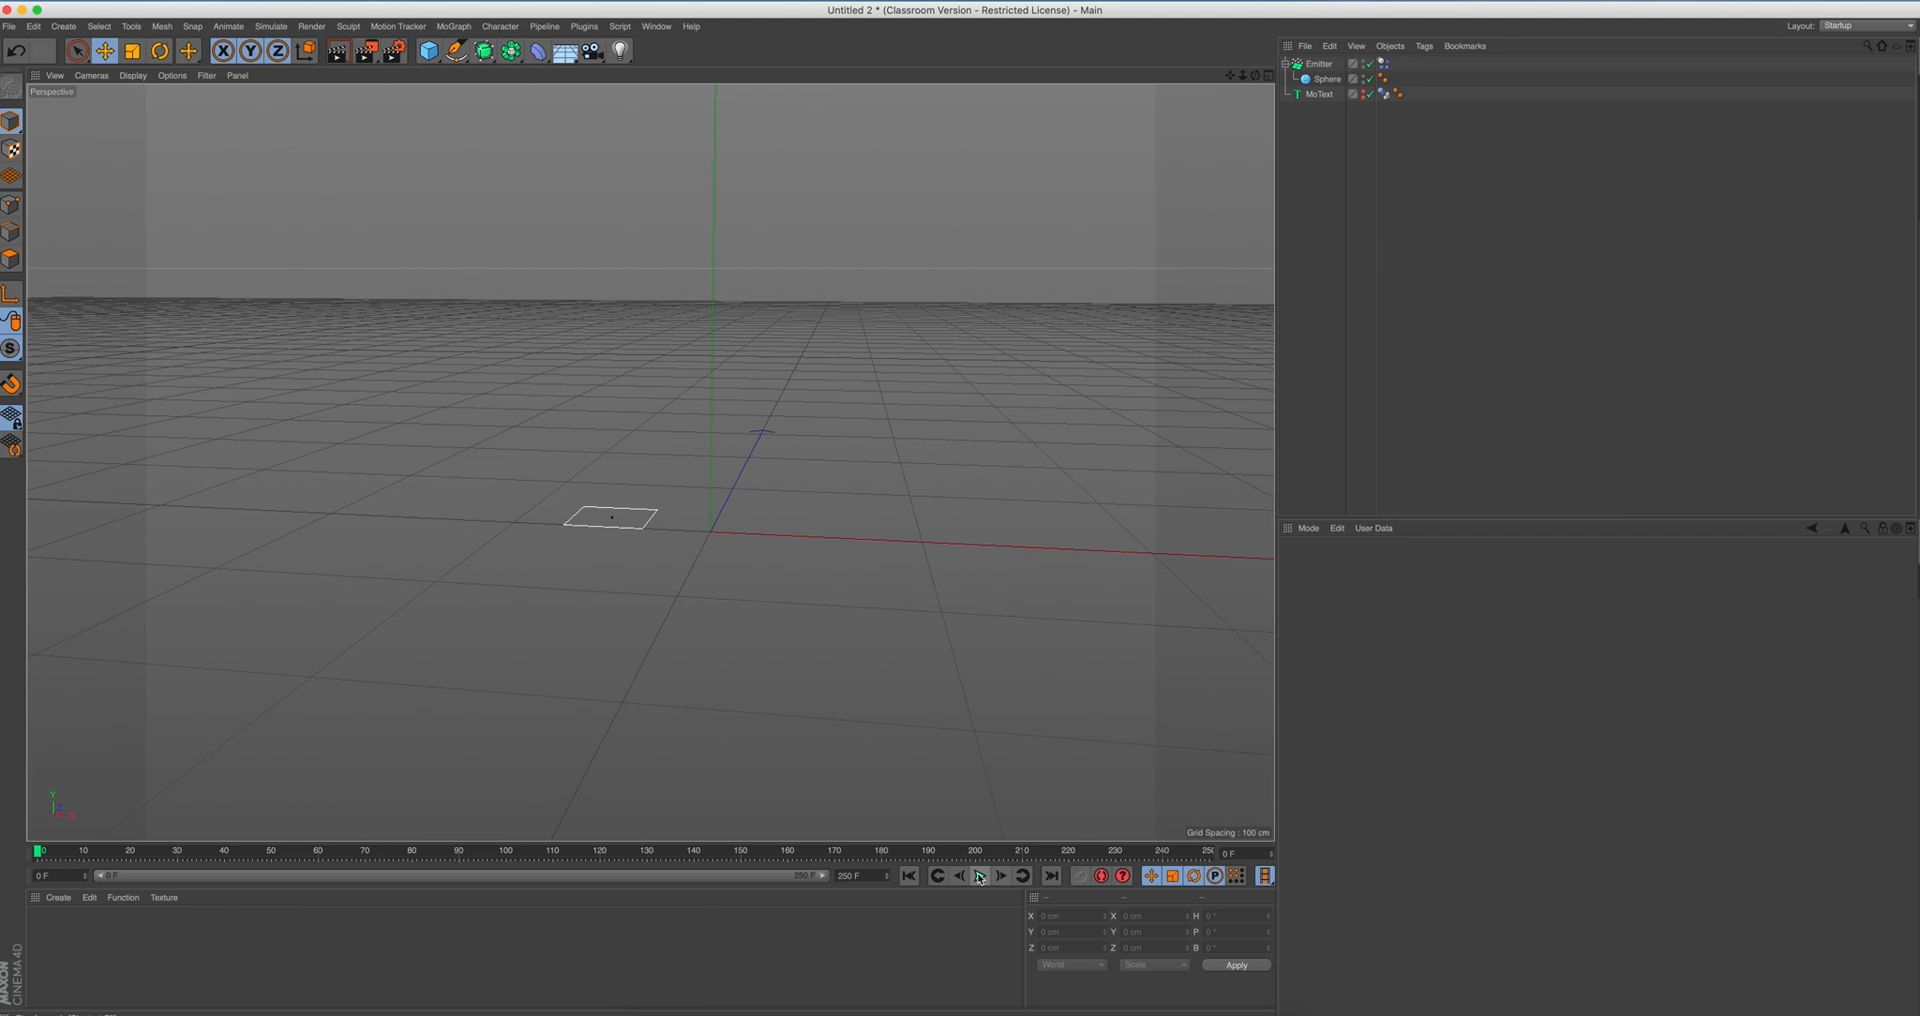 Untitled 2 * (Classroom Version - Restricted License) - Main
File Edit Create Select Tools Mesh Snap Animate Simulate Render Sculpt Motion Tracker MoGraph Character Pipeline Plugins Script Window Help
Layout: Startup
X Y Z
File Edit View Objects Tags Bookmarks
View Cameras Display Options Filter Panel
Perspective
Emitter
Sphere
MoText
S
Mode Edit User Data
Y
Z
X
Grid Spacing : 100 cm
0 10 20 30 40 50 60 70 80 90 100 110 120 130 140 150 160 170 180 190 200 210 220 230 240 250
0 F
0 F
0 F
250 F
250 F
P
Create Edit Function Texture
-- -- --
X 0 cm X 0 cm H 0 °
Y 0 cm Y 0 cm P 0 °
Z 0 cm Z 0 cm B 0 °
World Scale Apply
MAXON
CINEMA 4D